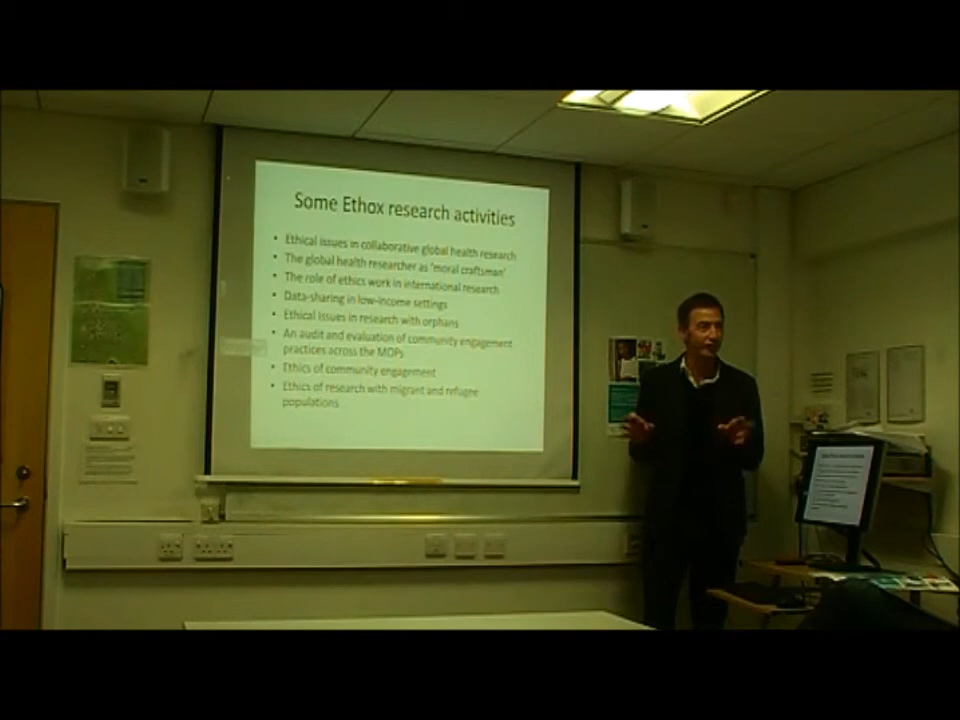 Some Ethox research activities
• Ethical issues in collaborative global health research
• The global health researcher as 'moral craftsman'
• The role of ethics work in international research
• Data-sharing in low-income settings
• Ethical issues in research with orphans
• An audit and evaluation of community engagement
practices across the MOPs
• Ethics of community engagement
• Ethics of research with migrant and refugee
populations